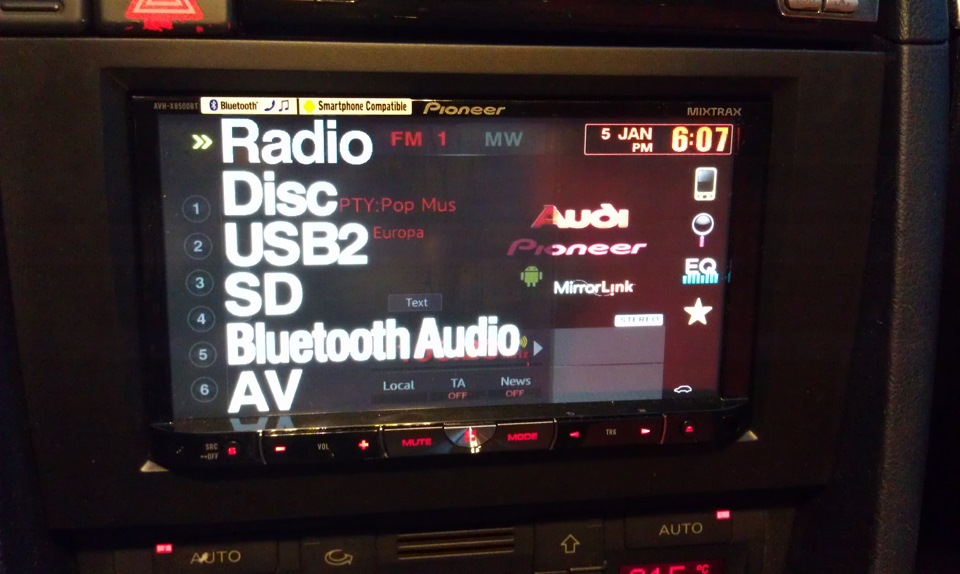 AVH-X8500BT Bluetooth Smartphone Compatible Pioneer MIXTRAX
Radio FM 1 MW 5 JAN PM 6:07
1 Disc PTY:Pop Mus AUDI
2 USB2 Europa Pioneer
3 SD MirrorLink EQ
Text
4 STEREO
5 Bluetooth Audio
6 AV Local TA OFF News OFF
SRC OFF S - VOL + MUTE MODE TRK
AUTO AUTO
°C